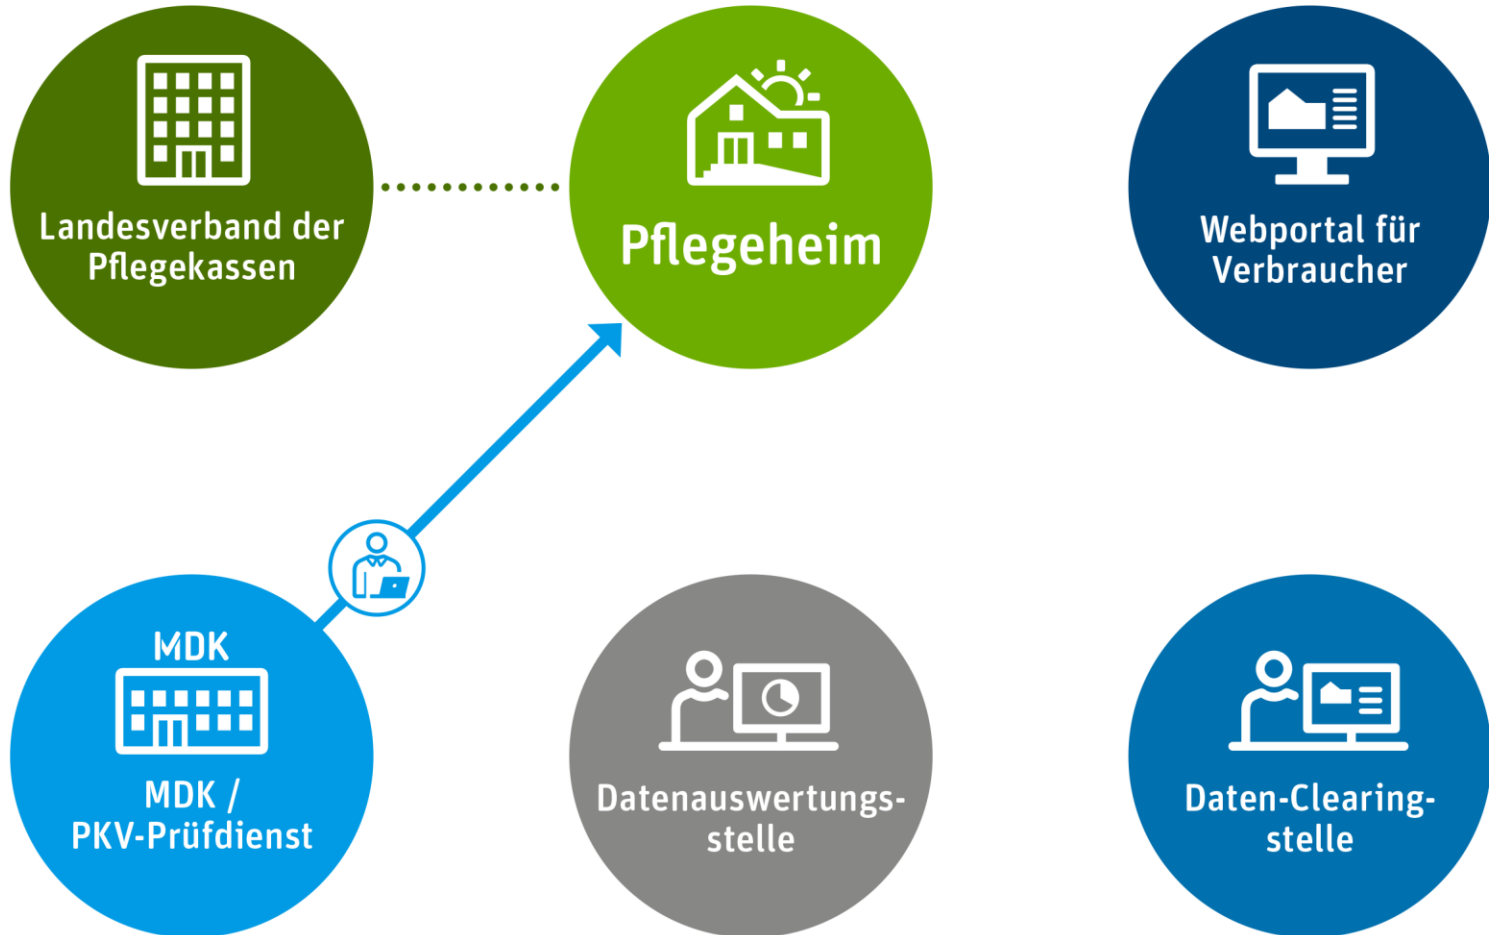 Landesverband der
Pflegekassen
Pflegeheim
Webportal für
Verbraucher
MDK
MDK /
PKV-Prüfdienst
Datenauswertungs-
stelle
Daten-Clearing-
stelle